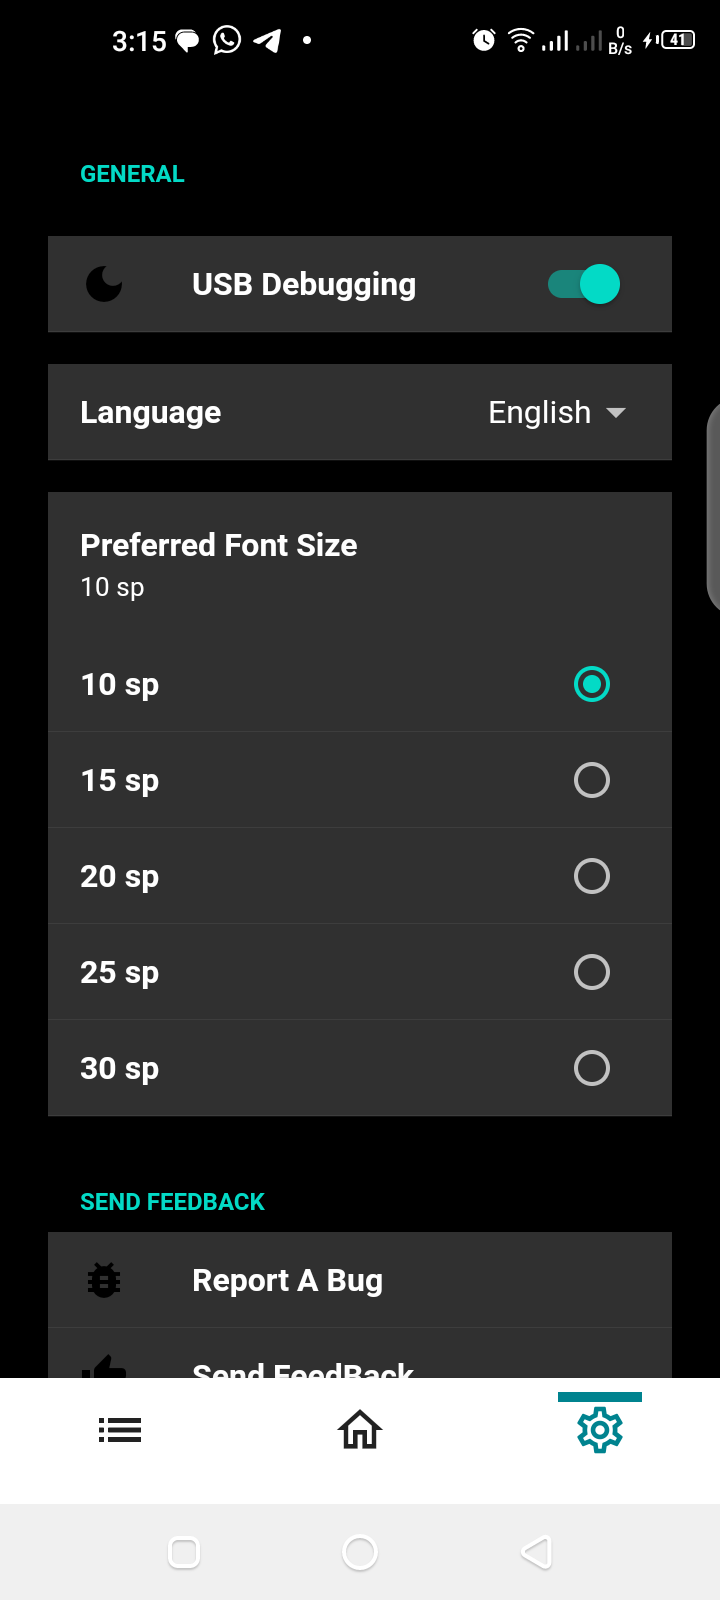 3:15
0 B/s
41
GENERAL
USB Debugging
Language
English
Preferred Font Size
10 sp
10 sp
15 sp
20 sp
25 sp
30 sp
SEND FEEDBACK
Report A Bug
Send FeedBack